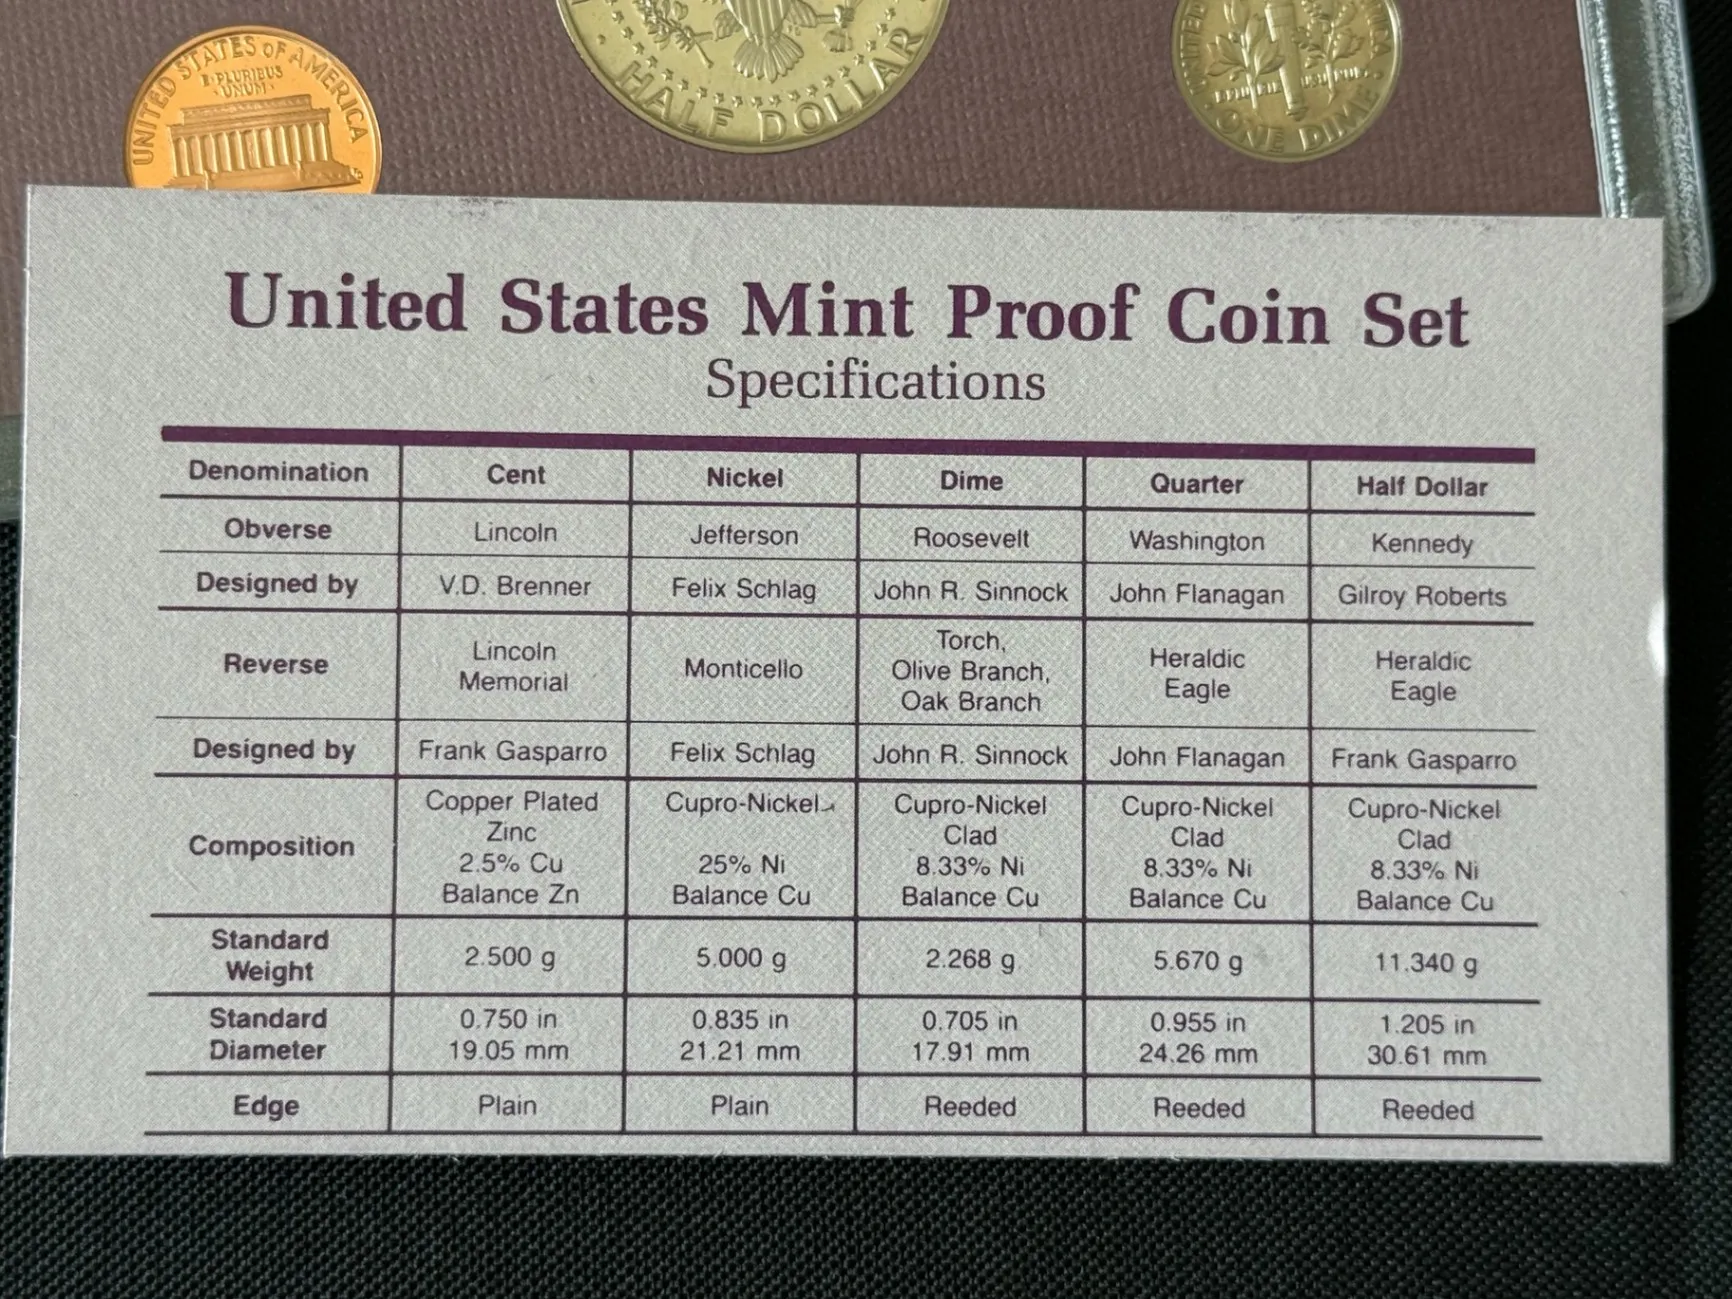 UNITED STATES OF AMERICA
E·PLURIBUS
UNUM·
HALF DOLLAR
UNITED
ONE DIME
United States Mint Proof Coin Set
Specifications
Denomination Cent Nickel Dime Quarter Half Dollar
Obverse Lincoln Jefferson Roosevelt Washington Kennedy
Designed by V.D. Brenner Felix Schlag John R. Sinnock John Flanagan Gilroy Roberts
Reverse Lincoln Memorial Monticello Torch, Olive Branch, Oak Branch Heraldic Eagle Heraldic Eagle
Designed by Frank Gasparro Felix Schlag John R. Sinnock John Flanagan Frank Gasparro
Composition Copper Plated Zinc 2.5% Cu Balance Zn Cupro-Nickel 25% Ni Balance Cu Cupro-Nickel Clad 8.33% Ni Balance Cu Cupro-Nickel Clad 8.33% Ni Balance Cu Cupro-Nickel Clad 8.33% Ni Balance Cu
Standard Weight 2.500 g 5.000 g 2.268 g 5.670 g 11.340 g
Standard Diameter 0.750 in 19.05 mm 0.835 in 21.21 mm 0.705 in 17.91 mm 0.955 in 24.26 mm 1.205 in 30.61 mm
Edge Plain Plain Reeded Reeded Reeded